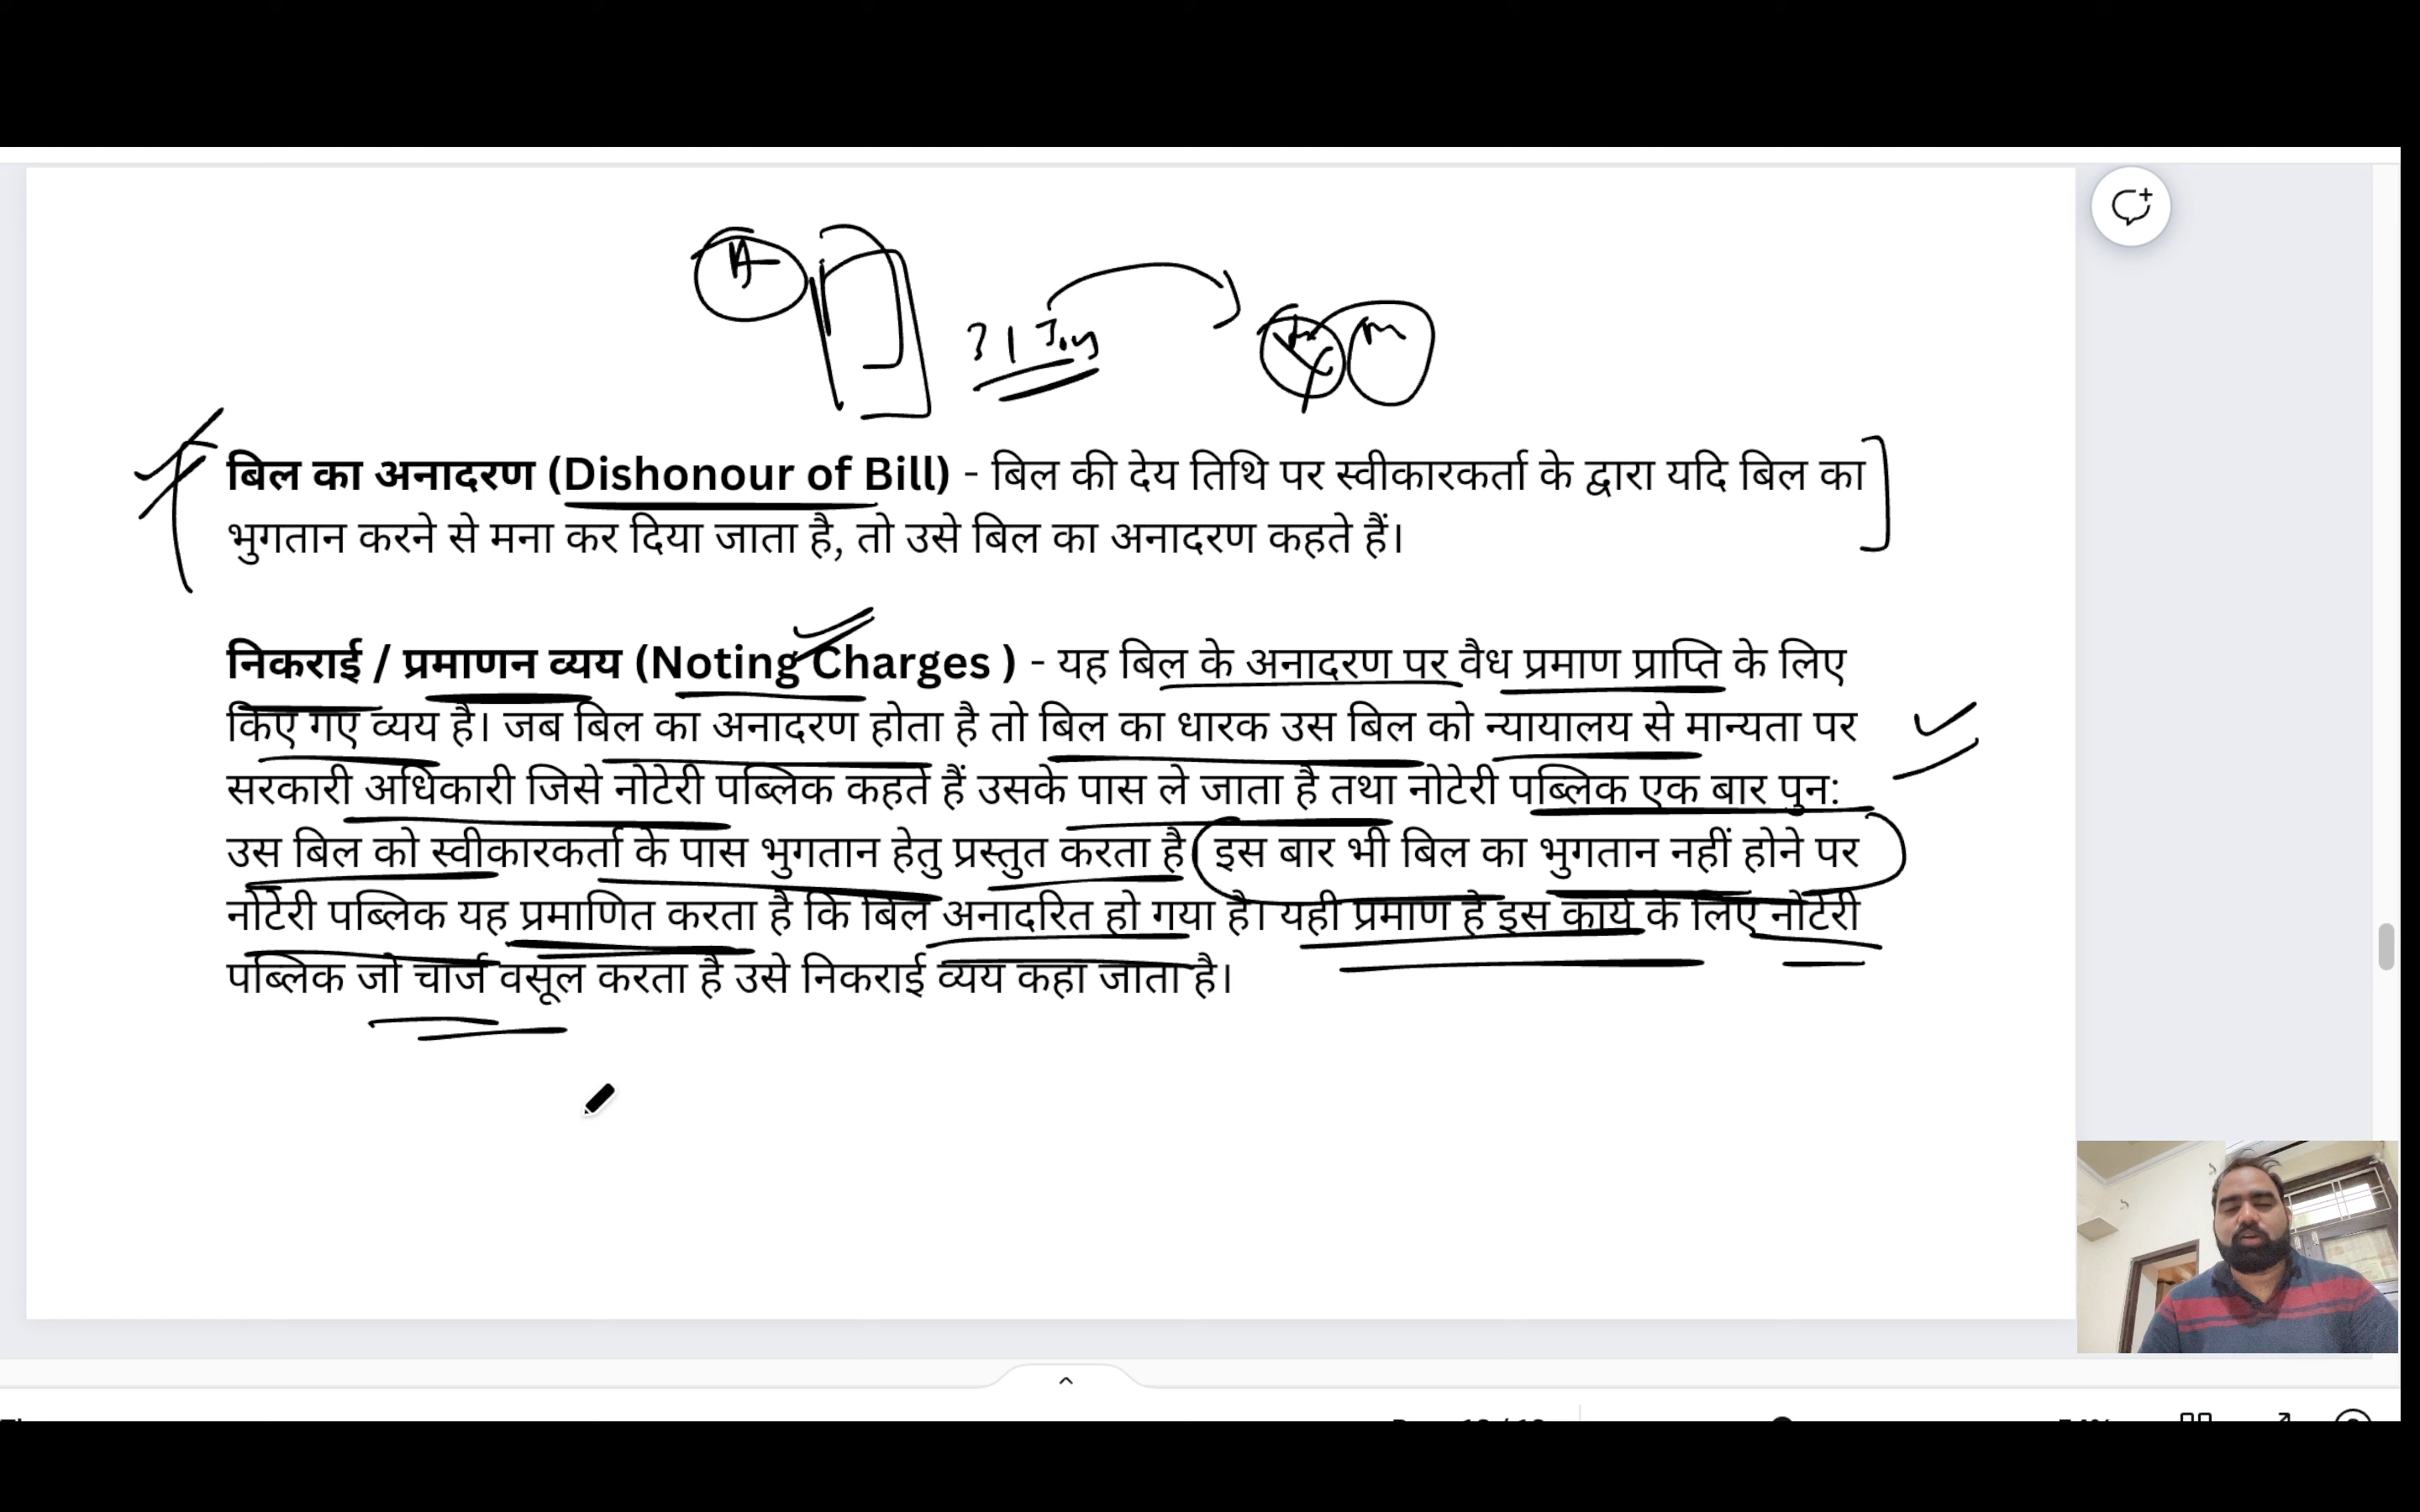 बिल का अनादरण (Dishonour of Bill) - बिल की देय तिथि पर स्वीकारकर्ता के द्वारा यदि बिल का
भुगतान करने से मना कर दिया जाता है, तो उसे बिल का अनादरण कहते हैं।
निकराई / प्रमाणन व्यय (Noting Charges ) - यह बिल के अनादरण पर वैध प्रमाण प्राप्ति के लिए
किए गए व्यय है। जब बिल का अनादरण होता है तो बिल का धारक उस बिल को न्यायालय से मान्यता पर
सरकारी अधिकारी जिसे नोटेरी पब्लिक कहते हैं उसके पास ले जाता है तथा नोटेरी पब्लिक एक बार पुन:
उस बिल को स्वीकारकर्ता के पास भुगतान हेतु प्रस्तुत करता है इस बार भी बिल का भुगतान नहीं होने पर
नोटेरी पब्लिक यह प्रमाणित करता है कि बिल अनादरित हो गया है। यही प्रमाण है इस कार्य के लिए नोटेरी
पब्लिक जो चार्ज वसूल करता है उसे निकराई व्यय कहा जाता है।